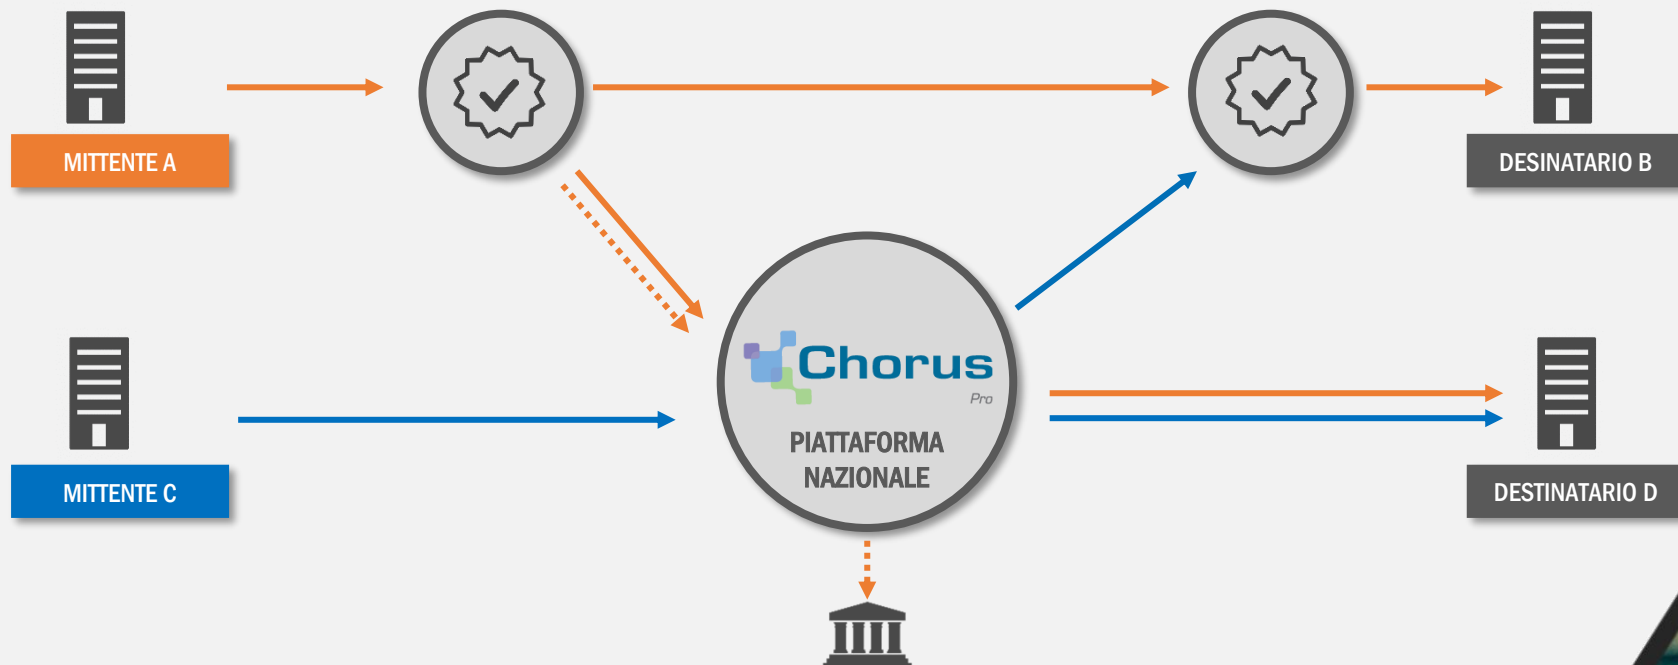 MITTENTE A
DESINATARIO B
Chorus
Pro
PIATTAFORMA
NAZIONALE
MITTENTE C
DESTINATARIO D